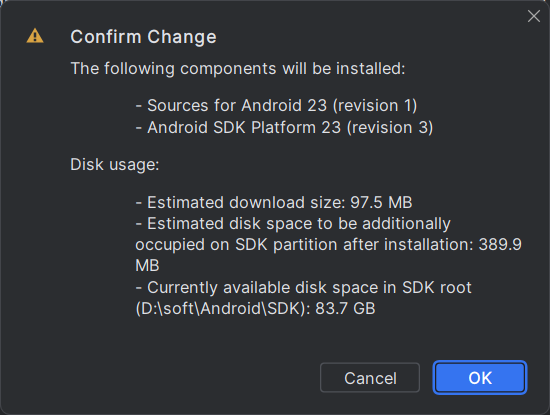 Confirm Change
The following components will be installed:
- Sources for Android 23 (revision 1)
- Android SDK Platform 23 (revision 3)
Disk usage:
- Estimated download size: 97.5 MB
- Estimated disk space to be additionally
occupied on SDK partition after installation: 389.9
MB
- Currently available disk space in SDK root
(D:\soft\Android\SDK): 83.7 GB
Cancel
OK